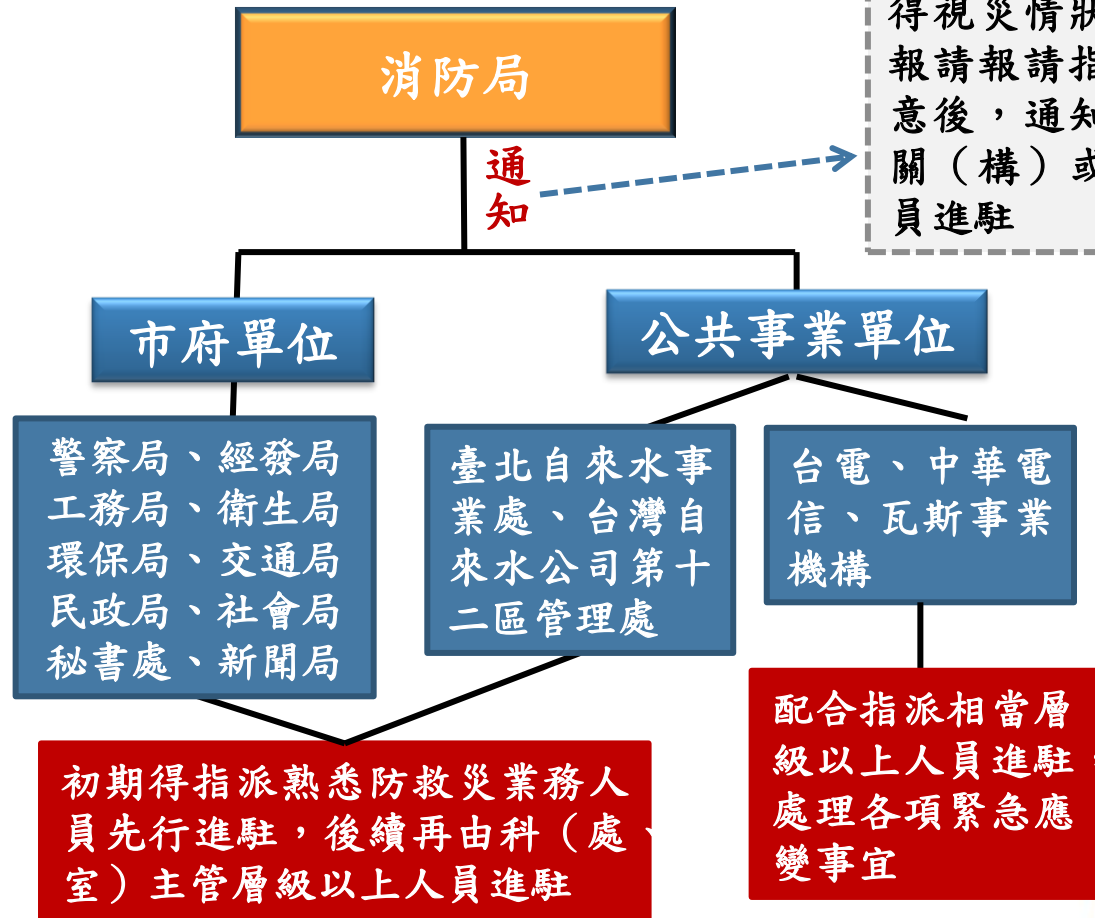 消防局
得視災情狀
報請報請指
意後，通知
關（構）或
員進駐
通
知
市府單位
公共事業單位
警察局、經發局
工務局、衛生局
環保局、交通局
民政局、社會局
秘書處、新聞局
臺北自來水事
業處、台灣自
來水公司第十
二區管理處
台電、中華電
信、瓦斯事業
機構
初期得指派熟悉防救災業務人
員先行進駐，後續再由科（處、
室）主管層級以上人員進駐
配合指派相當層
級以上人員進駐，
處理各項緊急應
變事宜